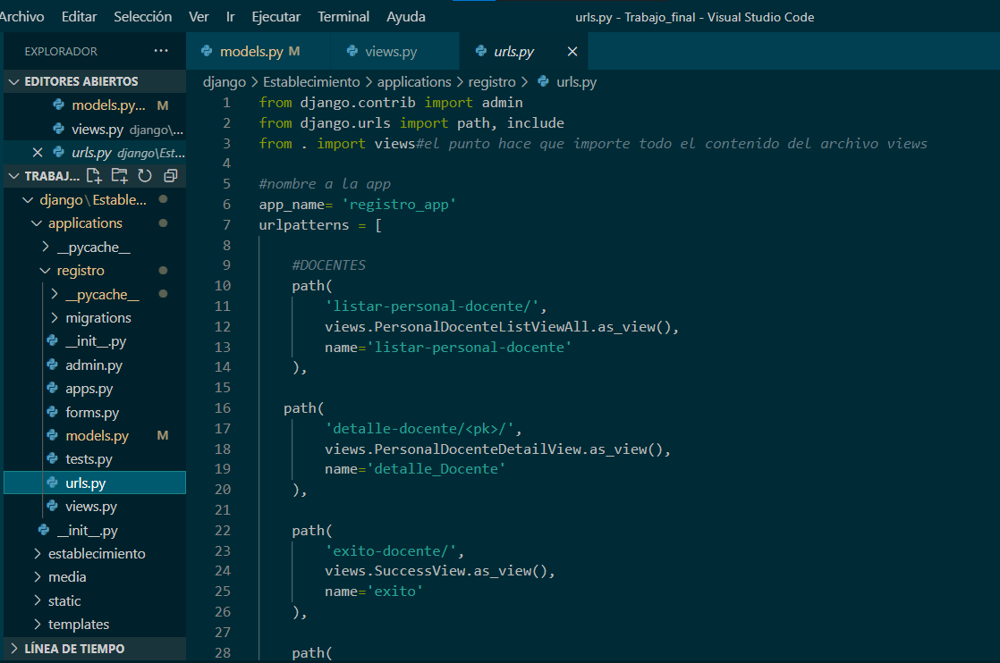 Archivo Editar Selección Ver Ir Ejecutar Terminal Ayuda urls.py - Trabajo_final - Visual Studio Code
EXPLORADOR ···
models.py M views.py urls.py
EDITORES ABIERTOS
models.py... M
views.py django\...
urls.py django\Est...
TRABAJ...
django\Estable...
applications
__pycache__
registro
__pycache__
migrations
__init__.py
admin.py
apps.py
forms.py
models.py M
tests.py
urls.py
views.py
__init__.py
establecimiento
media
static
templates
LÍNEA DE TIEMPO
django > Establecimiento > applications > registro > urls.py
1 from django.contrib import admin
2 from django.urls import path, include
3 from . import views#el punto hace que importe todo el contenido del archivo views
4
5 #nombre a la app
6 app_name= 'registro_app'
7 urlpatterns = [
8
9 #DOCENTES
10 path(
11 'listar-personal-docente/',
12 views.PersonalDocenteListViewAll.as_view(),
13 name='listar-personal-docente'
14 ),
15
16 path(
17 'detalle-docente/<pk>/',
18 views.PersonalDocenteDetailView.as_view(),
19 name='detalle_Docente'
20 ),
21
22 path(
23 'exito-docente/',
24 views.SuccessView.as_view(),
25 name='exito'
26 ),
27
28 path(